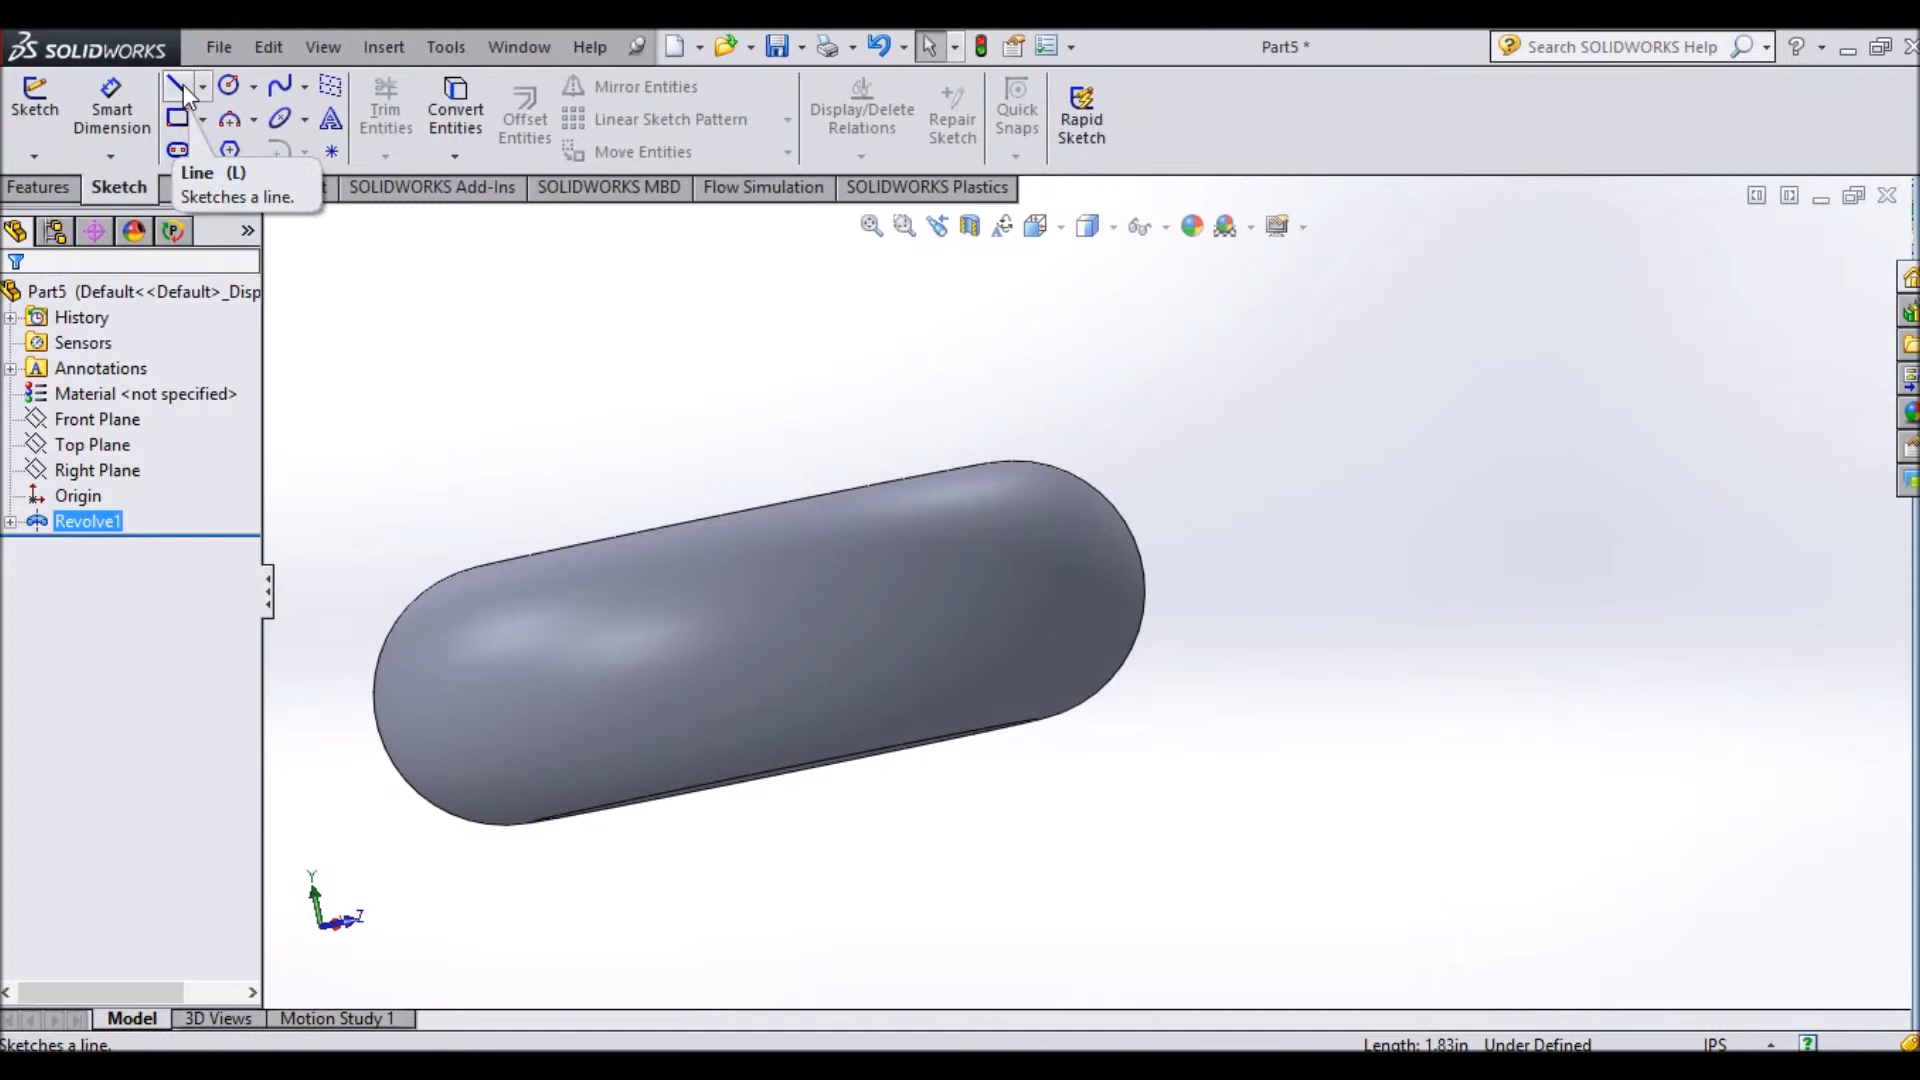 SOLIDWORKS File Edit View Insert Tools Window Help Part5 * Search SOLIDWORKS Help
Sketch Smart Dimension Trim Entities Convert Entities Offset Entities Mirror Entities Linear Sketch Pattern Move Entities Display/Delete Relations Repair Sketch Quick Snaps Rapid Sketch
Line (L)
Sketches a line.
Features Sketch SOLIDWORKS Add-Ins SOLIDWORKS MBD Flow Simulation SOLIDWORKS Plastics
Part5 (Default<<Default>_Disp
History
Sensors
Annotations
Material <not specified>
Front Plane
Top Plane
Right Plane
Origin
Revolve1
Y
Z
Model 3D Views Motion Study 1
Sketches a line. Length: 1.83in Under Defined IPS